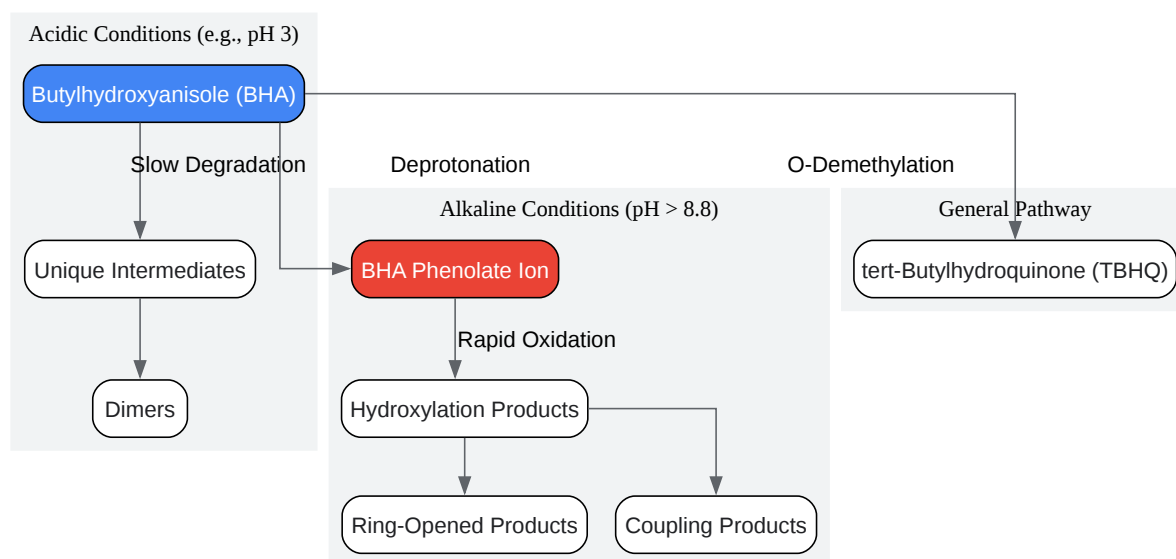 Acidic Conditions (e.g., pH 3)
Butylhydroxyanisole (BHA)
Slow Degradation
Deprotonation
O-Demethylation
Alkaline Conditions (pH > 8.8)
General Pathway
Unique Intermediates
BHA Phenolate Ion
tert-Butylhydroquinone (TBHQ)
Rapid Oxidation
Dimers
Hydroxylation Products
Ring-Opened Products
Coupling Products